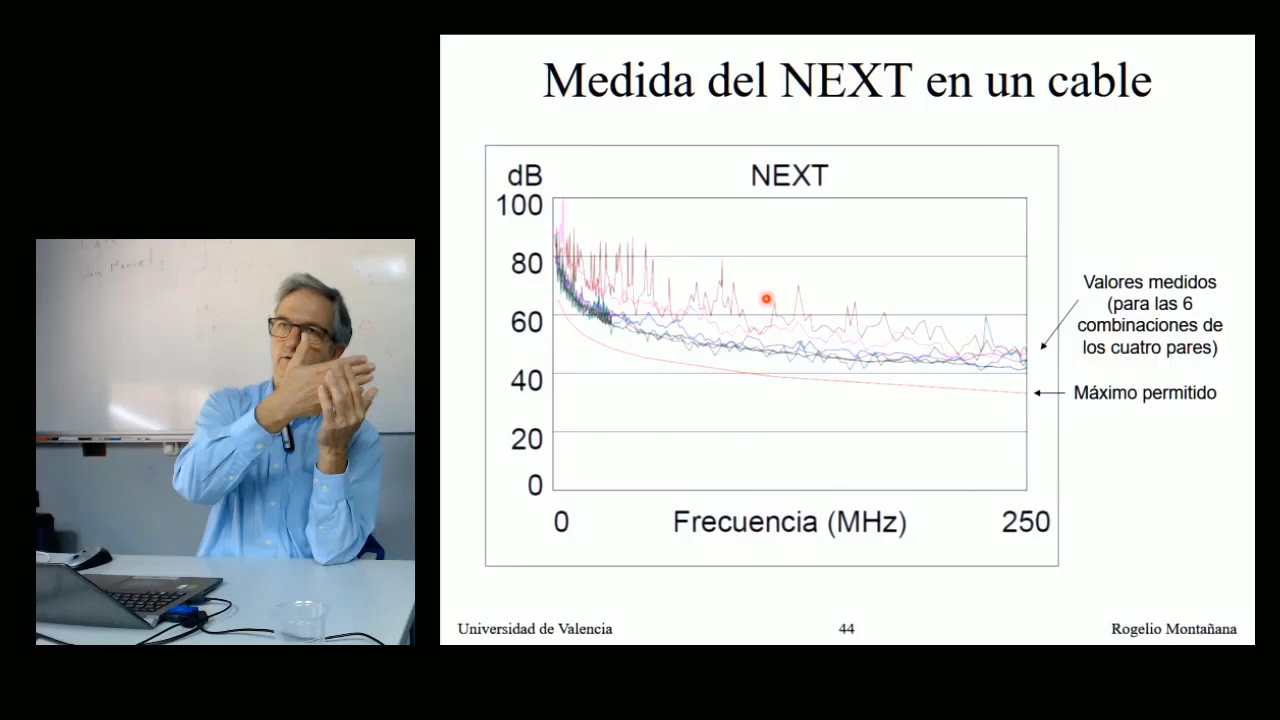 Medida del NEXT en un cable
dB
NEXT
100
80
60
40
20
0
0
Frecuencia (MHz)
250
Valores medidos
(para las 6
combinaciones de
los cuatro pares)
Máximo permitido
Universidad de Valencia
44
Rogelio Montañana